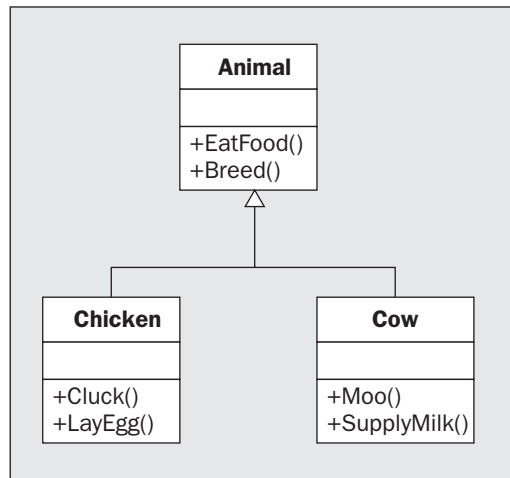 Animal
+EatFood()
+Breed()
Chicken
+Cluck()
+LayEgg()
Cow
+Moo()
+SupplyMilk()